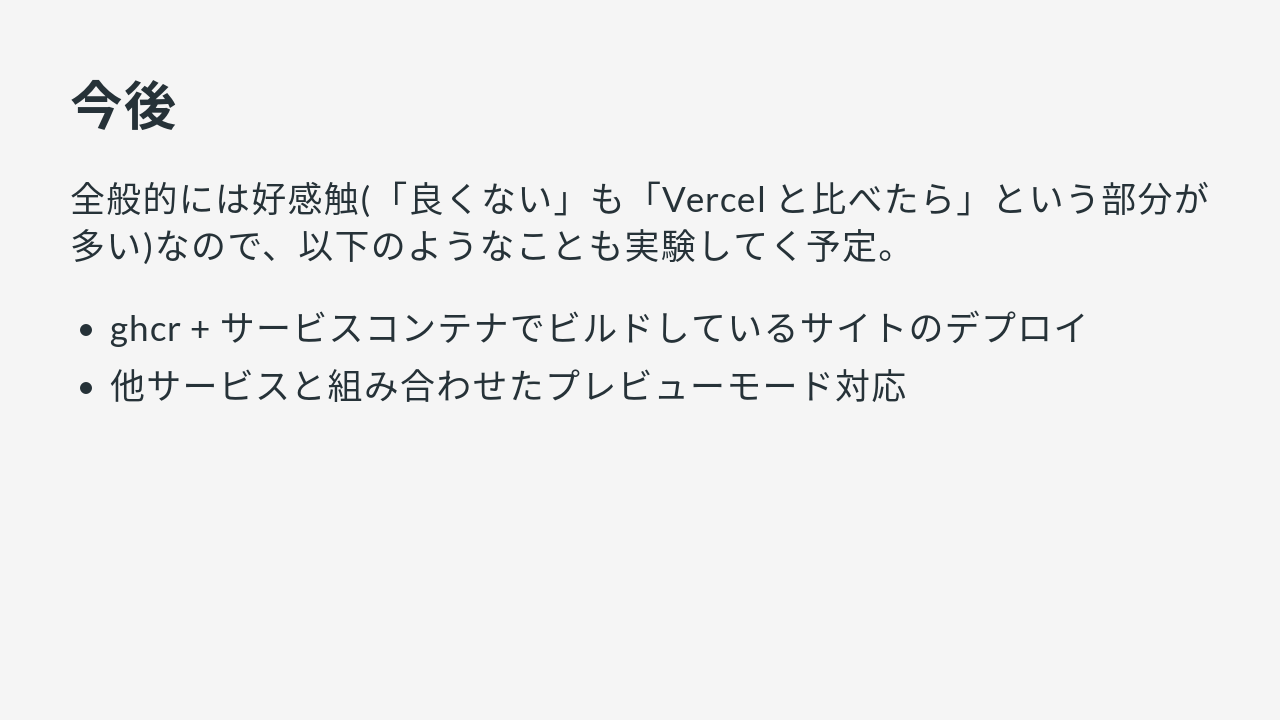 今後
全般的には好感触(「良くない」も「Vercel と比べたら」という部分が
多い)なので、以下のようなことも実験してく予定。
• ghcr + サービスコンテナでビルドしているサイトのデプロイ
• 他サービスと組み合わせたプレビューモード対応